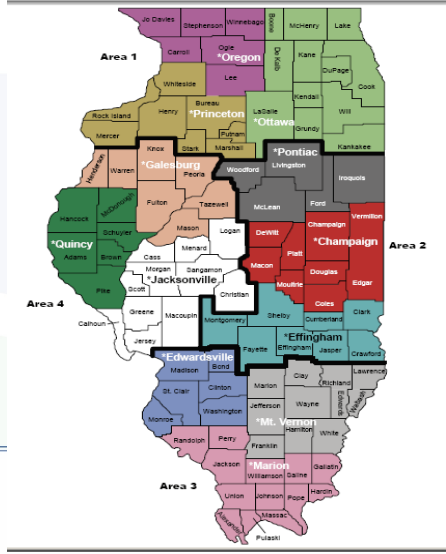 Jo Davies
Stephenson
Winnebago
Boone
McHenry
Lake
Carroll
Ogle
*Oregon
De Kalb
Kane
DuPage
Cook
Area 1
Lee
Whiteside
Kendall
Will
Rock Island
Henry
Bureau
*Princeton
LaSalle
*Ottawa
Grundy
Mercer
Putnam
Stark
Marshall
Kankakee
Knox
*Galesburg
Henderson
Warren
Peoria
Woodford
*Pontiac
Livingston
Iroquois
Fulton
Tazewell
McLean
Ford
Hancock
McDonough
Mason
Logan
DeWitt
Champaign
Vermilion
*Champaign
Area 2
Schuyler
*Quincy
Adams
Brown
Cass
Menard
Morgan
Sangamon
*Jacksonville
Macon
Piatt
Douglas
Moultrie
Edgar
Pike
Scott
Christian
Coles
Area 4
Greene
Macoupin
Montgomery
Shelby
Cumberland
Clark
Calhoun
Jersey
*Effingham
Fayette
Effingham
Jasper
Crawford
*Edwardsville
Madison
Bond
Clay
Richland
Lawrence
St. Clair
Clinton
Marion
Wayne
Edwards
Wabash
Monroe
Washington
Jefferson
*Mt. Vernon
Hamilton
White
Randolph
Perry
Franklin
Jackson
*Marion
Williamson
Saline
Gallatin
Area 3
Union
Johnson
Pope
Hardin
Alexander
Massac
Pulaski